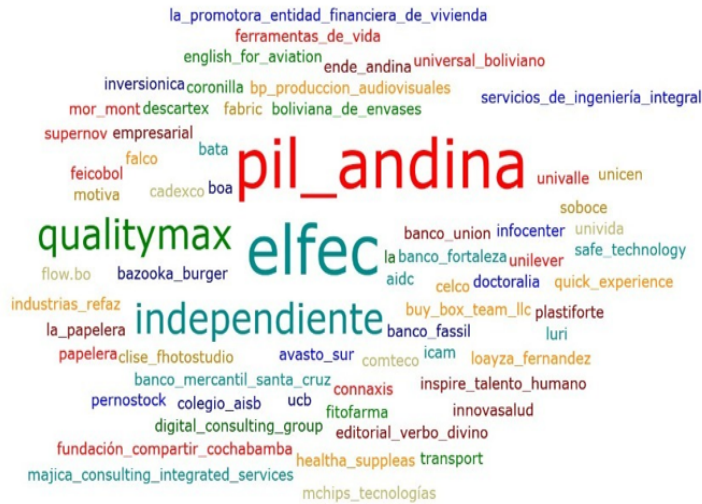 la_promotora_entidad_financiera_de_vivienda
ferramentas_de_vida
english_for_aviation
ende_andina
universal_boliviano
inversionica
coronilla
bp_produccion_audiovisuales
servicios_de_ingeniería_integral
mor_mont
descartex
fabric
boliviana_de_envases
supernov
empresarial
bata
pil_andina
falco
feicobol
cadexco
boa
univalle
unicen
motiva
soboce
qualitymax
elfec
banco_union
infocenter
univida
la
banco_fortaleza
unilever
safe_technology
flow.bo
bazooka_burger
aidc
celco
doctoralia
quick_experience
industrias_refaz
independiente
buy_box_team_llc
plastiforte
la_papelera
banco_fassil
luri
papelera
clise_fhotostudio
avasto_sur
comteco
icam
loayza_fernandez
banco_mercantil_santa_cruz
connaxis
inspire_talento_humano
pernostock
colegio_aisb
ucb
fitofarma
innovasalud
digital_consulting_group
editorial_verbo_divino
fundación_compartir_cochabamba
healtha_suppleas
transport
majica_consulting_integrated_services
mchips_tecnologías